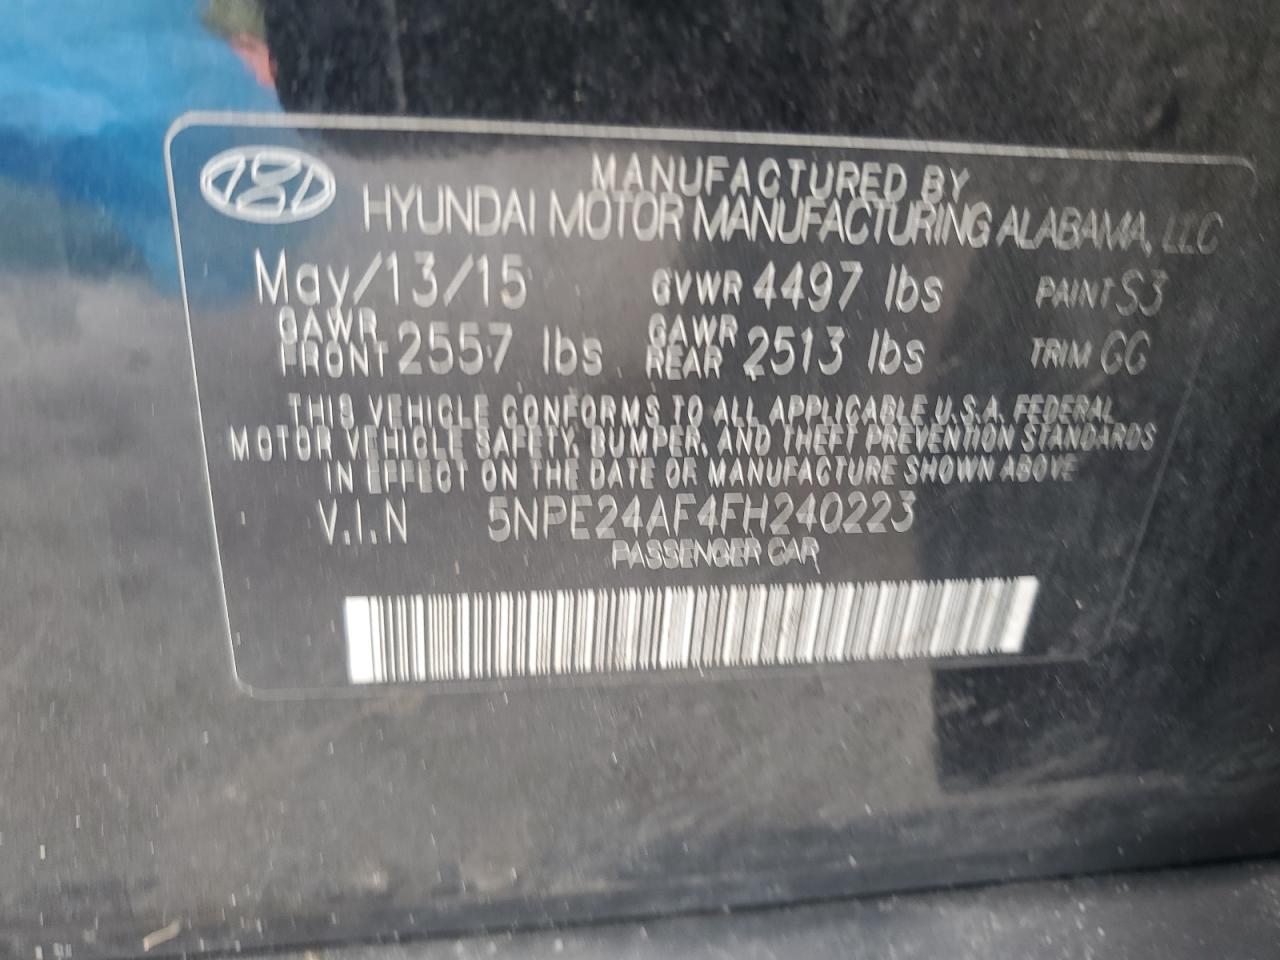 MANUFACTURED BY
HYUNDAI MOTOR MANUFACTURING ALABAMA, LLC
May/13/15 GVWR 4497 lbs PAINT S3
GAWR FRONT 2557 lbs GAWR REAR 2513 lbs TRIM GG
THIS VEHICLE CONFORMS TO ALL APPLICABLE U.S.A. FEDERAL
MOTOR VEHICLE SAFETY, BUMPER, AND THEFT PREVENTION STANDARDS
IN EFFECT ON THE DATE OF MANUFACTURE SHOWN ABOVE
V.I.N 5NPE24AF4FH240223
PASSENGER CAR